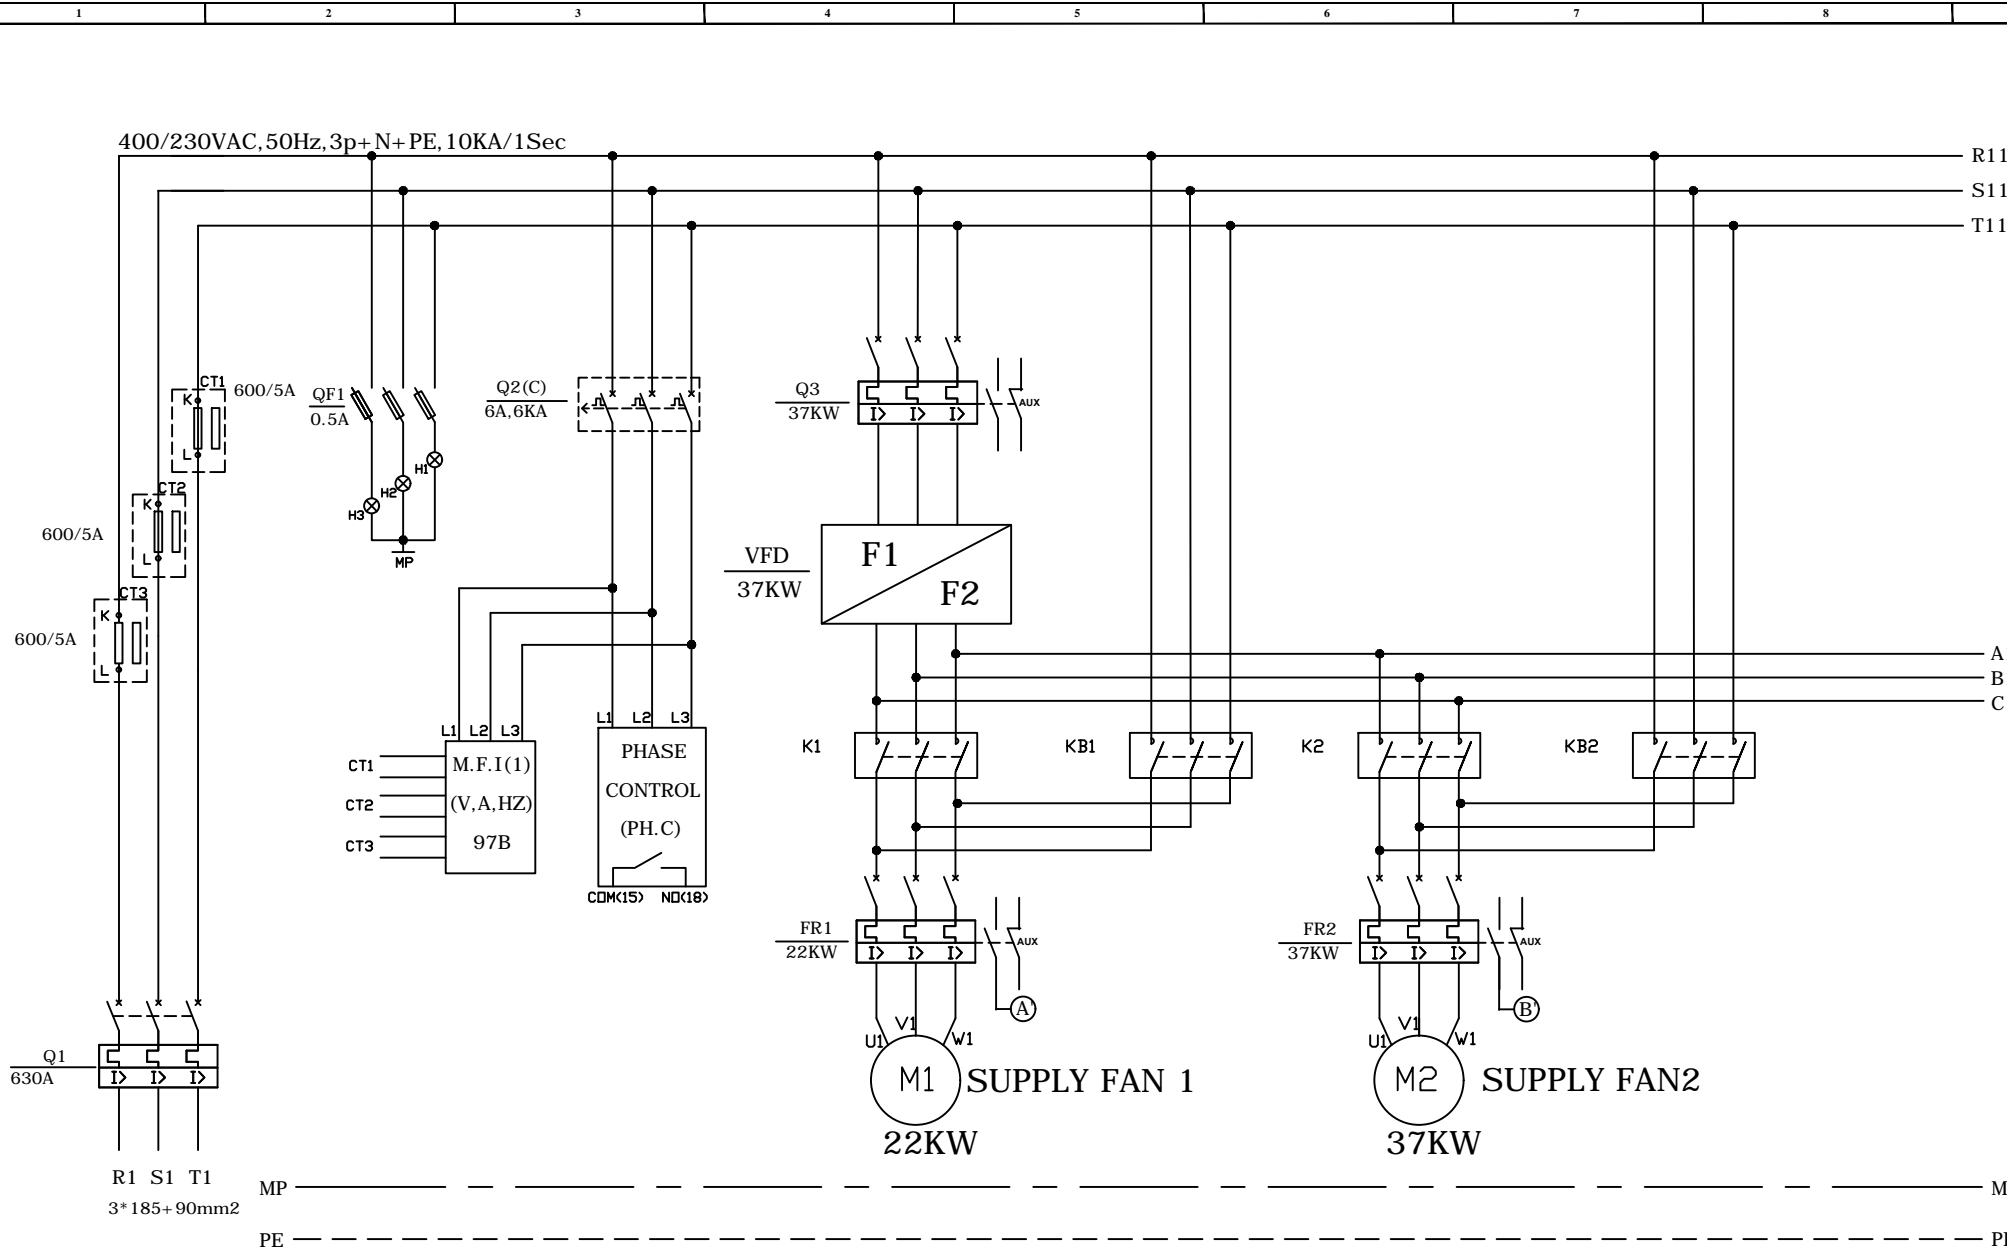 1 2 3 4 5 6 7 8
400/230VAC,50Hz,3p+N+PE,10KA/1Sec
R11
S11
T11
CT1
600/5A
K
L
QF1
0.5A
Q2(C)
6A,6KA
Q3
37KW
I> I> I>
AUX
H1
H2
H3
MP
CT2
600/5A
K
L
CT3
600/5A
K
L
VFD
37KW
F1
F2
A
B
C
L1 L2 L3
M.F.I(1)
(V,A,HZ)
97B
CT1
CT2
CT3
L1 L2 L3
PHASE
CONTROL
(PH.C)
COM(15) NO(18)
K1
KB1
K2
KB2
FR1
22KW
I> I> I>
AUX
A'
FR2
37KW
I> I> I>
AUX
B'
U1 V1 W1
M1
SUPPLY FAN 1
22KW
U1 V1 W1
M2
SUPPLY FAN2
37KW
Q1
630A
I> I> I>
R1 S1 T1
3*185+90mm2
MP
M
PE